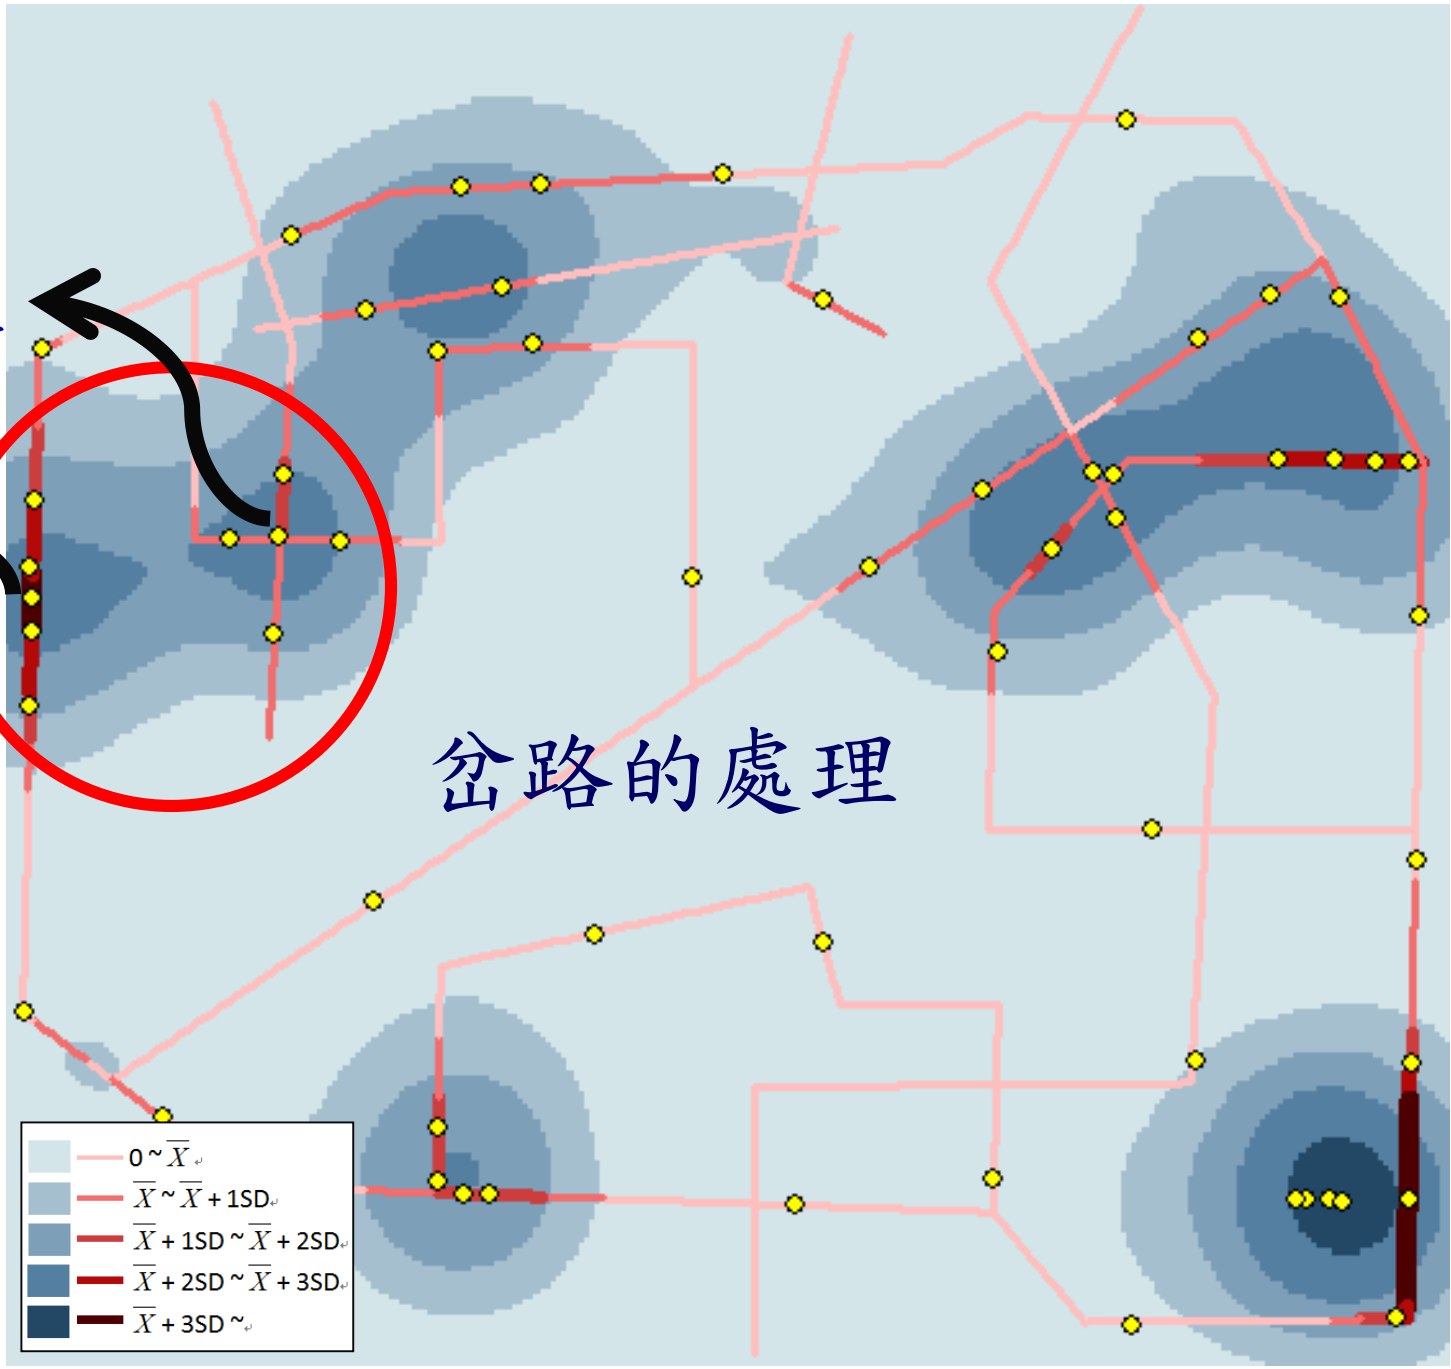 岔路的處理
0 ~ X̄
X̄ ~ X̄ + 1SD
X̄ + 1SD ~ X̄ + 2SD
X̄ + 2SD ~ X̄ + 3SD
X̄ + 3SD ~